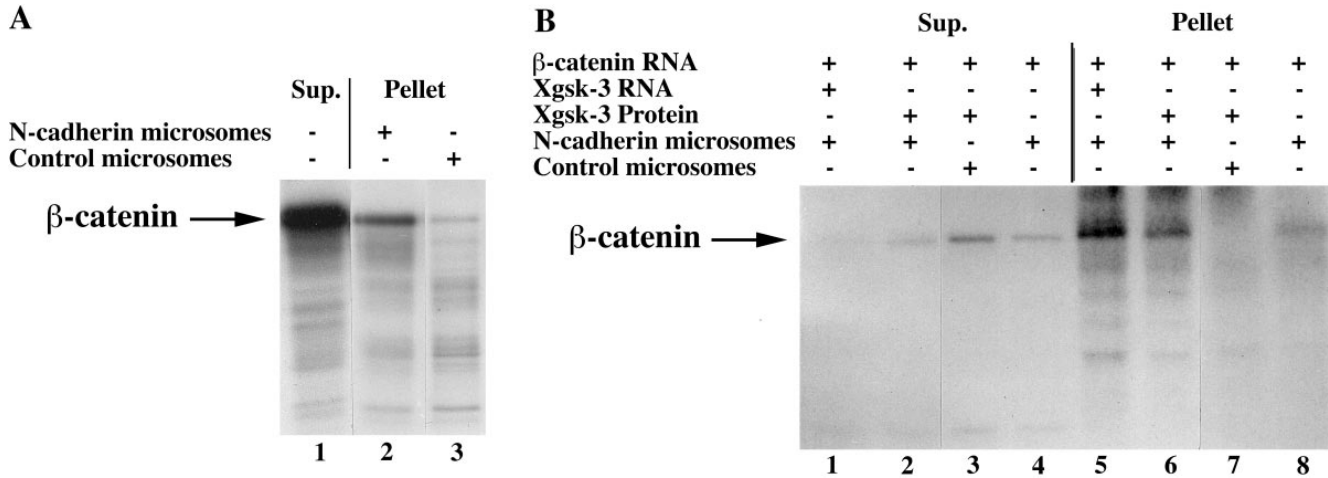 A
Sup. Pellet
N-cadherin microsomes - + -
Control microsomes - - +
β-catenin
1 2 3
B
Sup. Pellet
β-catenin RNA + + + + + + + +
Xgsk-3 RNA + - - - + - - -
Xgsk-3 Protein - + + - - + + -
N-cadherin microsomes + + - + + + - +
Control microsomes - - + - - - + -
β-catenin
1 2 3 4 5 6 7 8